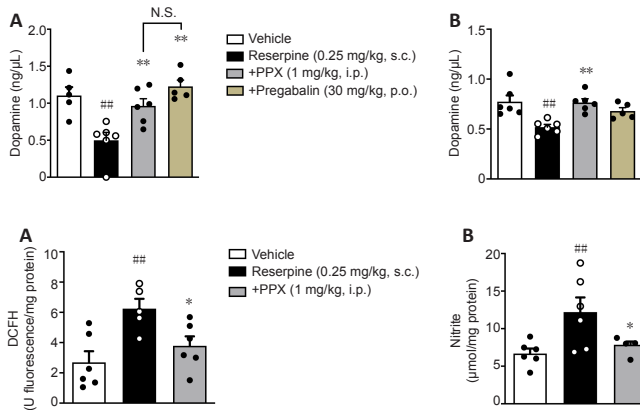 A
N.S.
Dopamine (ng/μL)
2.0
1.5
1.0
0.5
0
##
**
**
Vehicle
Reserpine (0.25 mg/kg, s.c.)
+PPX (1 mg/kg, i.p.)
+Pregabalin (30 mg/kg, p.o.)
B
Dopamine (ng/μL)
1.5
1.0
0.5
0
##
**
A
DCFH
(U fluorescence/mg protein)
10
8
6
4
2
0
##
*
Vehicle
Reserpine (0.25 mg/kg, s.c.)
+PPX (1 mg/kg, i.p.)
B
Nitrite
(μmol/mg protein)
20
15
10
5
0
##
*